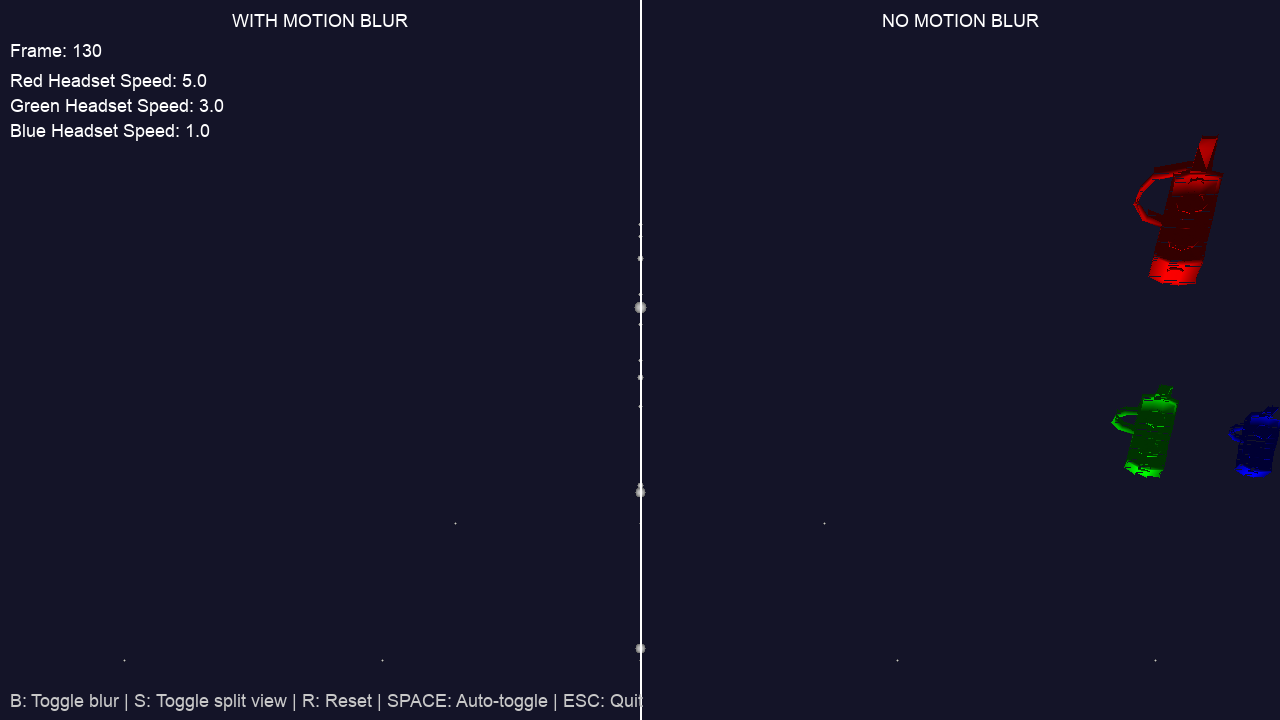 WITH MOTION BLUR
NO MOTION BLUR
Frame: 130
Red Headset Speed: 5.0
Green Headset Speed: 3.0
Blue Headset Speed: 1.0
B: Toggle blur | S: Toggle split view | R: Reset | SPACE: Auto-toggle | ESC: Quit